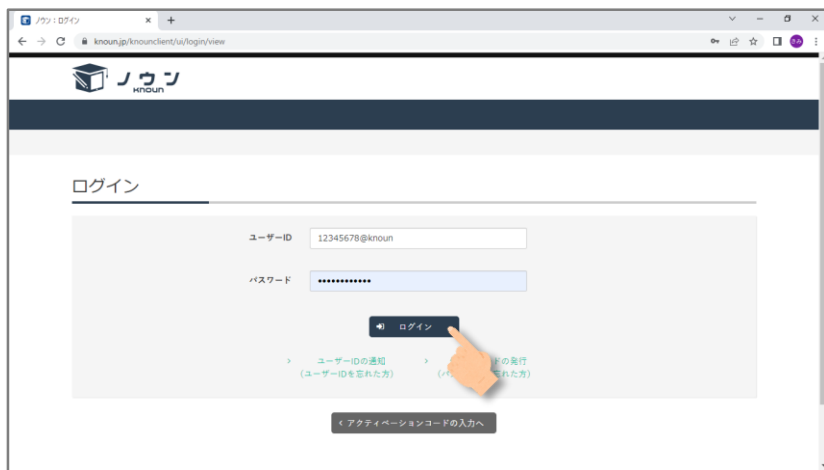 ノウン:ログイン
knoun.jp/knounclient/ui/login/view
さみ
ノウン
knoun
ログイン
ユーザーID
12345678@knoun
パスワード
••••••••••••
ログイン
> ユーザーIDの通知
(ユーザーIDを忘れた方)
> ドの発行
(パ 忘れた方)
< アクティベーションコードの入力へ